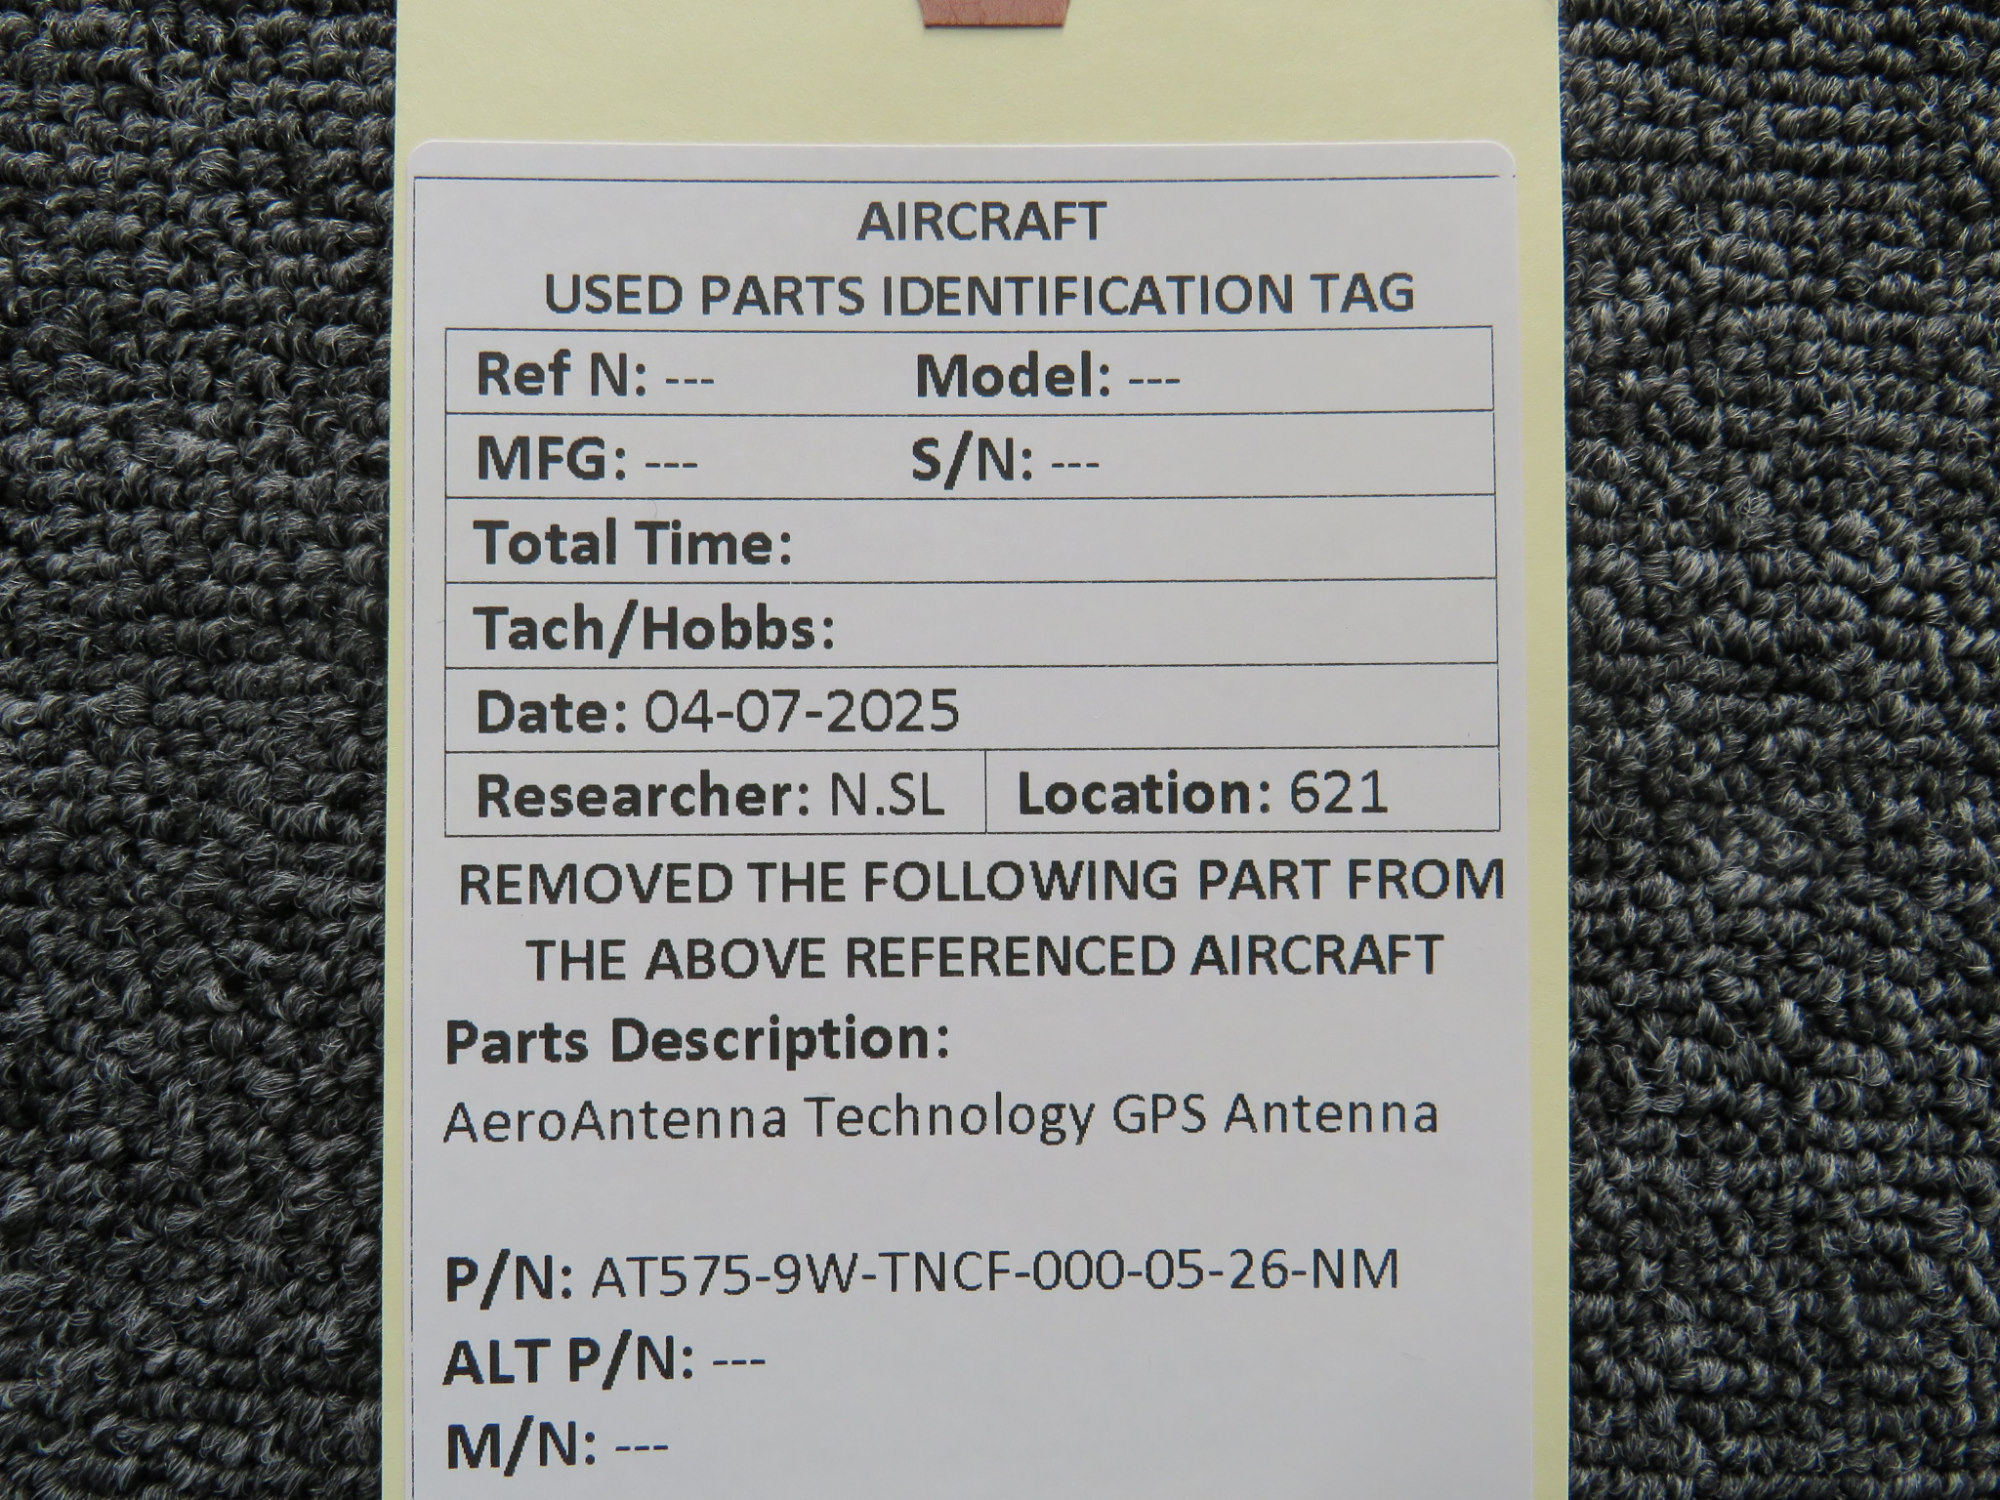 AIRCRAFT
USED PARTS IDENTIFICATION TAG
Ref N: --- Model: ---
MFG: --- S/N: ---
Total Time:
Tach/Hobbs:
Date: 04-07-2025
Researcher: N.SL Location: 621
REMOVED THE FOLLOWING PART FROM
THE ABOVE REFERENCED AIRCRAFT
Parts Description:
AeroAntenna Technology GPS Antenna
P/N: AT575-9W-TNCF-000-05-26-NM
ALT P/N: ---
M/N: ---